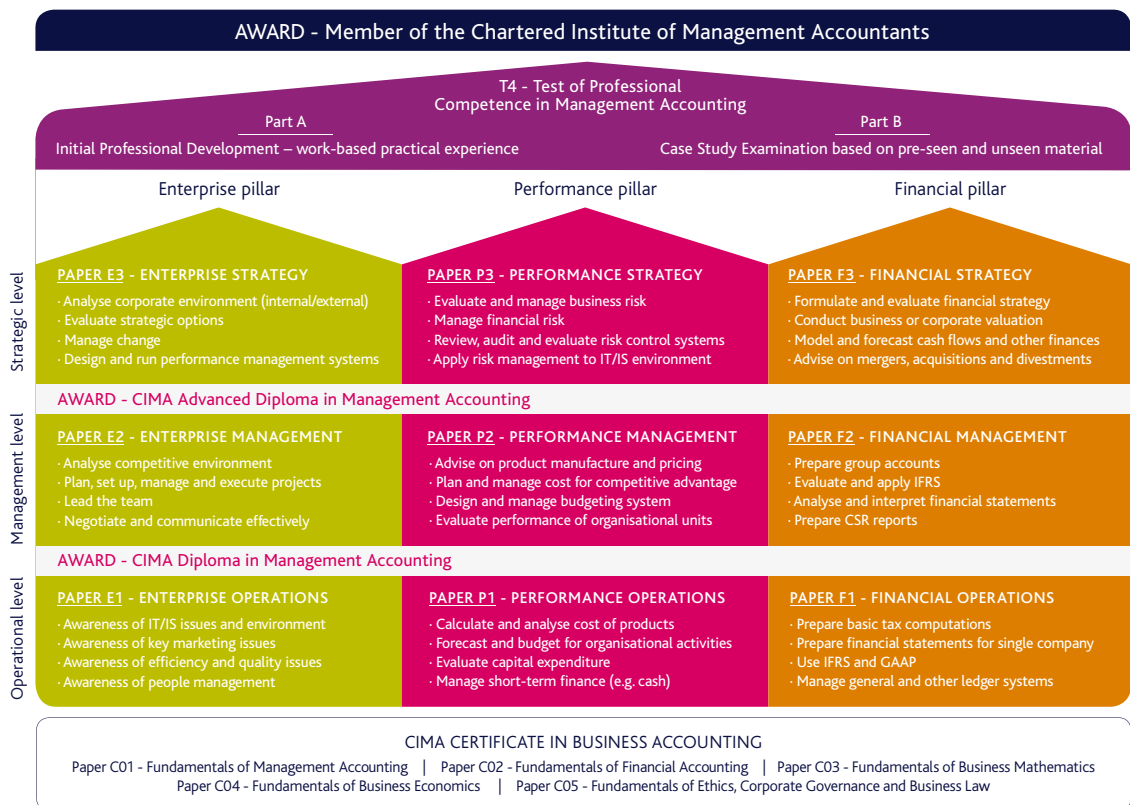 AWARD - Member of the Chartered Institute of Management Accountants
T4 - Test of Professional
Competence in Management Accounting
Part A
Initial Professional Development – work-based practical experience
Part B
Case Study Examination based on pre-seen and unseen material
Enterprise pillar
Performance pillar
Financial pillar
Strategic level
PAPER E3 - ENTERPRISE STRATEGY
· Analyse corporate environment (internal/external)
· Evaluate strategic options
· Manage change
· Design and run performance management systems
PAPER P3 - PERFORMANCE STRATEGY
· Evaluate and manage business risk
· Manage financial risk
· Review, audit and evaluate risk control systems
· Apply risk management to IT/IS environment
PAPER F3 - FINANCIAL STRATEGY
· Formulate and evaluate financial strategy
· Conduct business or corporate valuation
· Model and forecast cash flows and other finances
· Advise on mergers, acquisitions and divestments
AWARD - CIMA Advanced Diploma in Management Accounting
Management level
PAPER E2 - ENTERPRISE MANAGEMENT
· Analyse competitive environment
· Plan, set up, manage and execute projects
· Lead the team
· Negotiate and communicate effectively
PAPER P2 - PERFORMANCE MANAGEMENT
· Advise on product manufacture and pricing
· Plan and manage cost for competitive advantage
· Design and manage budgeting system
· Evaluate performance of organisational units
PAPER F2 - FINANCIAL MANAGEMENT
· Prepare group accounts
· Evaluate and apply IFRS
· Analyse and interpret financial statements
· Prepare CSR reports
AWARD - CIMA Diploma in Management Accounting
Operational level
PAPER E1 - ENTERPRISE OPERATIONS
· Awareness of IT/IS issues and environment
· Awareness of key marketing issues
· Awareness of efficiency and quality issues
· Awareness of people management
PAPER P1 - PERFORMANCE OPERATIONS
· Calculate and analyse cost of products
· Forecast and budget for organisational activities
· Evaluate capital expenditure
· Manage short-term finance (e.g. cash)
PAPER F1 - FINANCIAL OPERATIONS
· Prepare basic tax computations
· Prepare financial statements for single company
· Use IFRS and GAAP
· Manage general and other ledger systems
CIMA CERTIFICATE IN BUSINESS ACCOUNTING
Paper C01 - Fundamentals of Management Accounting | Paper C02 - Fundamentals of Financial Accounting | Paper C03 - Fundamentals of Business Mathematics
Paper C04 - Fundamentals of Business Economics | Paper C05 - Fundamentals of Ethics, Corporate Governance and Business Law